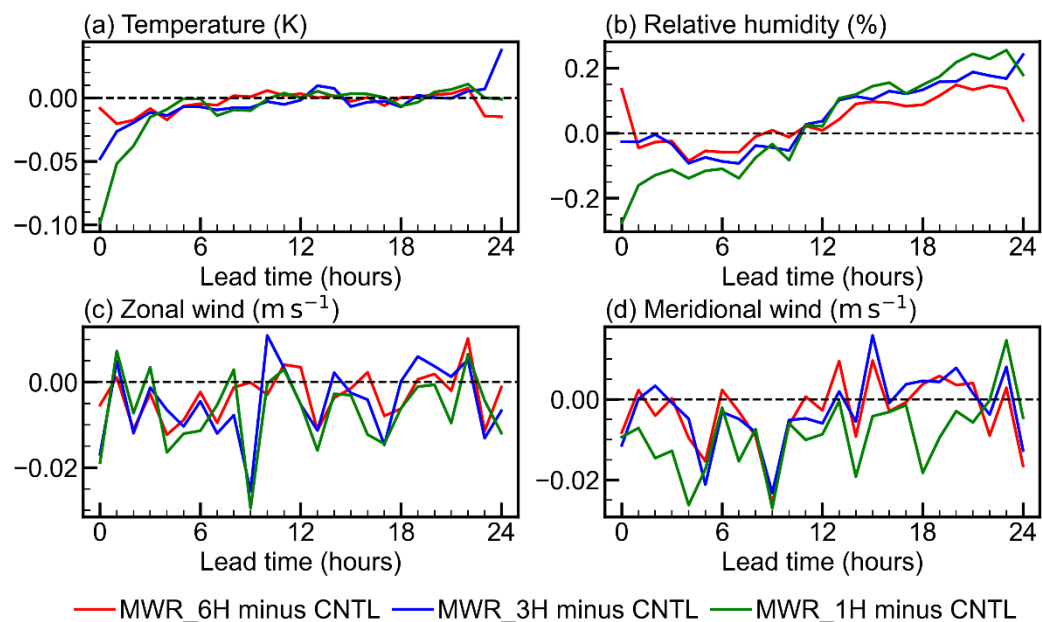 (a) Temperature (K)
0.00
−0.05
−0.10
0 6 12 18 24
Lead time (hours)
(b) Relative humidity (%)
0.2
0.0
−0.2
0 6 12 18 24
Lead time (hours)
(c) Zonal wind (m s⁻¹)
0.00
−0.02
0 6 12 18 24
Lead time (hours)
(d) Meridional wind (m s⁻¹)
0.00
−0.02
0 6 12 18 24
Lead time (hours)
MWR_6H minus CNTL MWR_3H minus CNTL MWR_1H minus CNTL